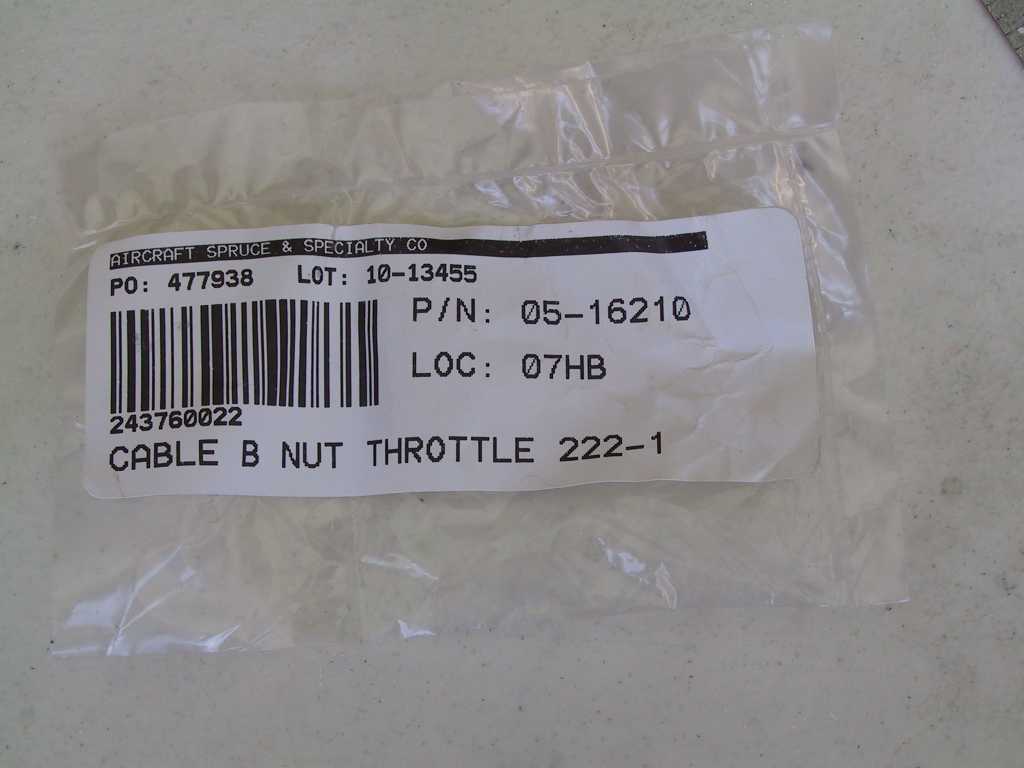 AIRCRAFT SPRUCE & SPECIALTY CO
PO: 477938 LOT: 10-13455
P/N: 05-16210
LOC: 07HB
243760022
CABLE B NUT THROTTLE 222-1